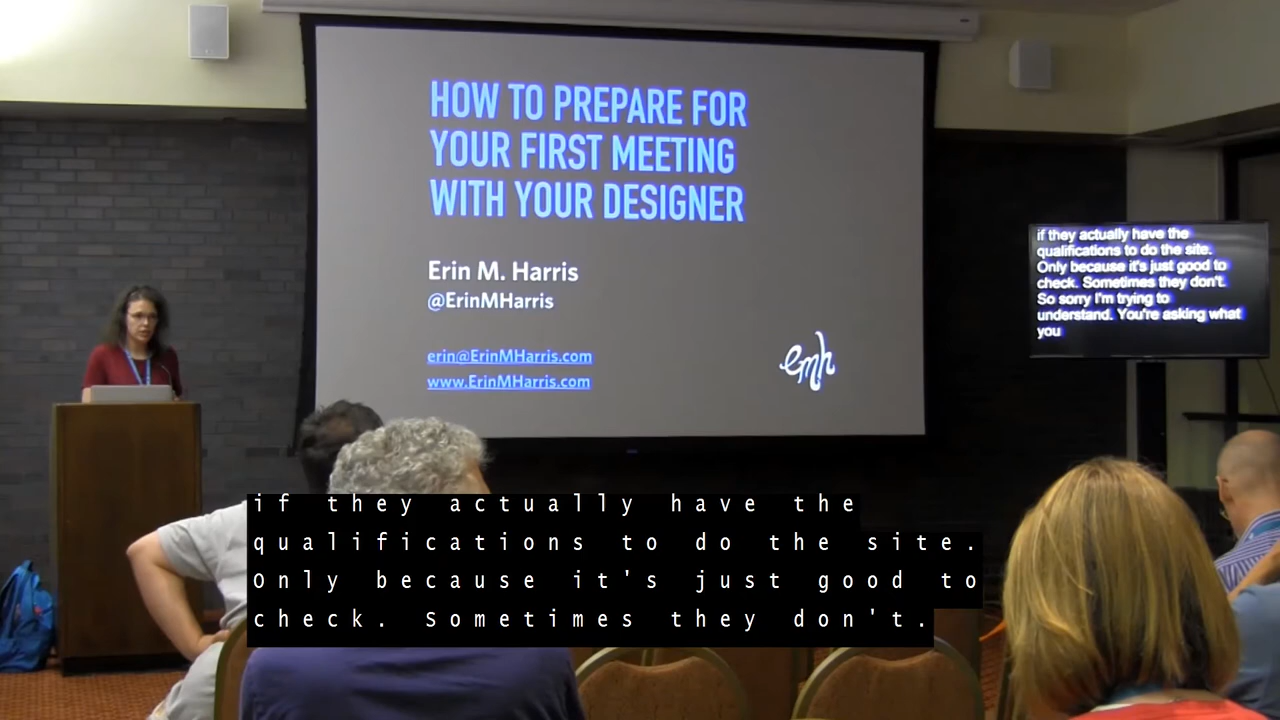 HOW TO PREPARE FOR
YOUR FIRST MEETING
WITH YOUR DESIGNER
Erin M. Harris
@ErinMHarris
erin@ErinMHarris.com
www.ErinMHarris.com
emh
if they actually have the
qualifications to do the site.
Only because it's just good to
check. Sometimes they don't.
So sorry I'm trying to
understand. You're asking what
you
if they actually have the
qualifications to do the site.
Only because it's just good to
check. Sometimes they don't.